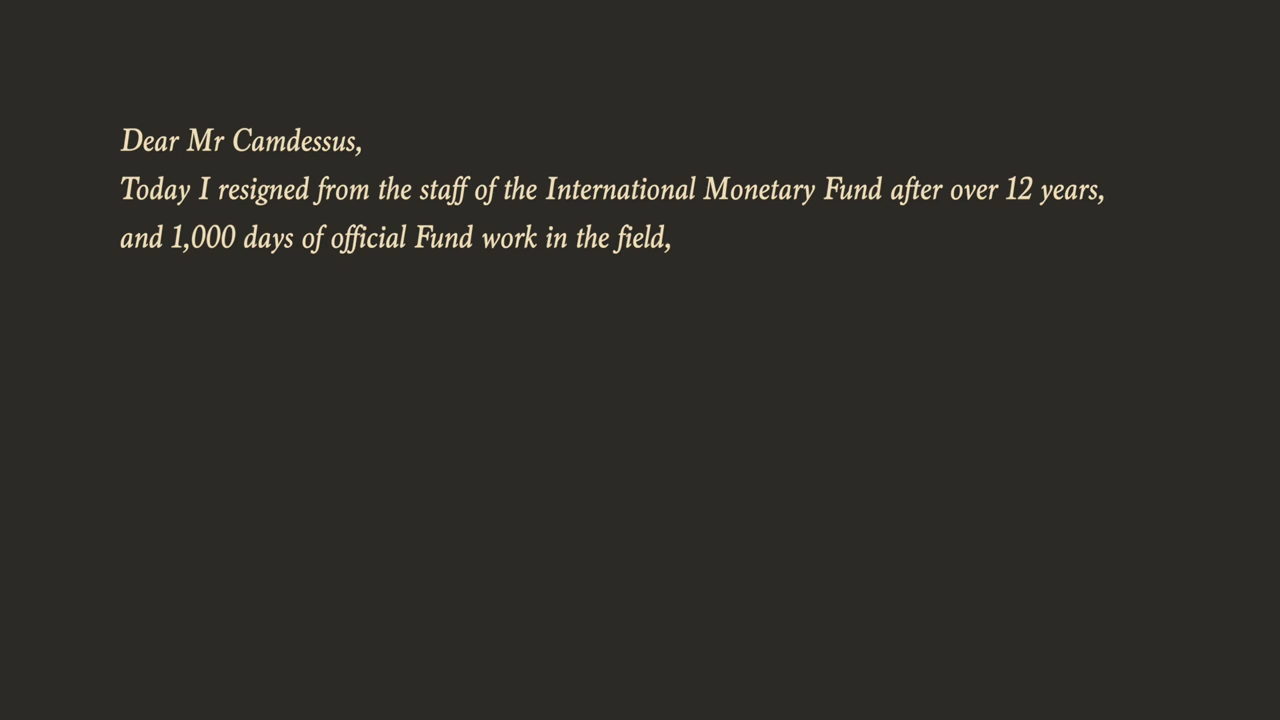 Dear Mr Camdessus,
Today I resigned from the staff of the International Monetary Fund after over 12 years,
and 1,000 days of official Fund work in the field,